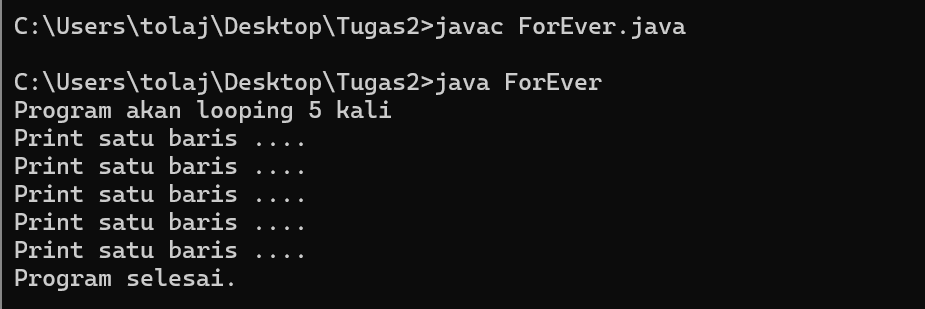 C:\Users\tolaj\Desktop\Tugas2>javac ForEver.java
C:\Users\tolaj\Desktop\Tugas2>java ForEver
Program akan looping 5 kali
Print satu baris ....
Print satu baris ....
Print satu baris ....
Print satu baris ....
Print satu baris ....
Program selesai.